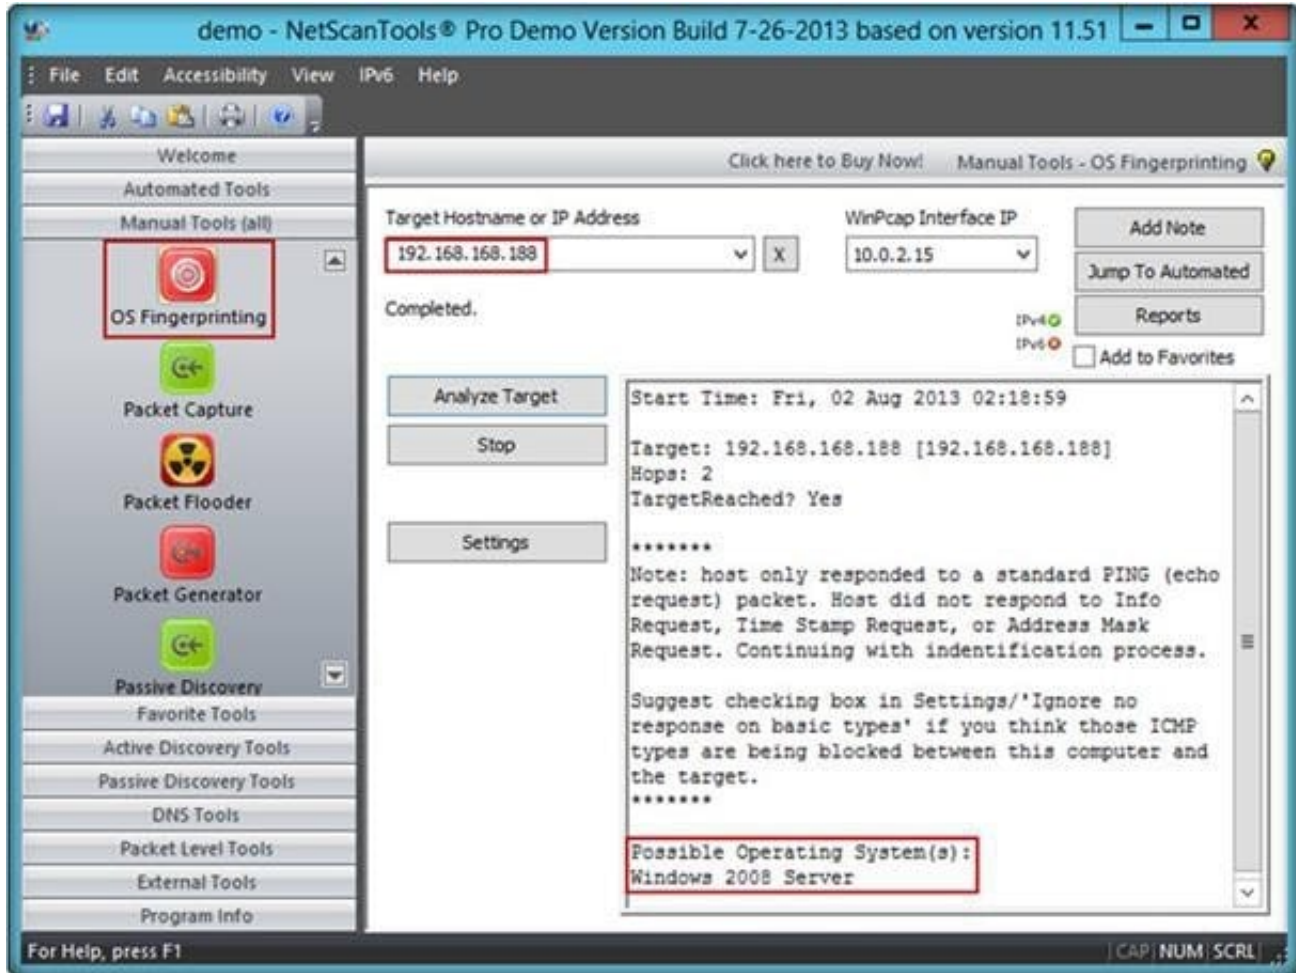 demo - NetScanTools® Pro Demo Version Build 7-26-2013 based on version 11.51
File Edit Accessibility View IPv6 Help
Welcome
Automated Tools
Manual Tools (all)
OS Fingerprinting
Packet Capture
Packet Flooder
Packet Generator
Passive Discovery
Favorite Tools
Active Discovery Tools
Passive Discovery Tools
DNS Tools
Packet Level Tools
External Tools
Program Info
Click here to Buy Now! Manual Tools - OS Fingerprinting
Target Hostname or IP Address
192.168.168.188
X
WinPcap Interface IP
10.0.2.15
Add Note
Jump To Automated
Reports
Add to Favorites
Completed.
IPv4
IPv6
Analyze Target
Stop
Settings
Start Time: Fri, 02 Aug 2013 02:18:59
Target: 192.168.168.188 [192.168.168.188]
Hops: 2
TargetReached? Yes
*******
Note: host only responded to a standard PING (echo
request) packet. Host did not respond to Info
Request, Time Stamp Request, or Address Mask
Request. Continuing with indentification process.
Suggest checking box in Settings/'Ignore no
response on basic types' if you think those ICMP
types are being blocked between this computer and
the target.
*******
Possible Operating System(s):
Windows 2008 Server
For Help, press F1
CAP NUM SCRL